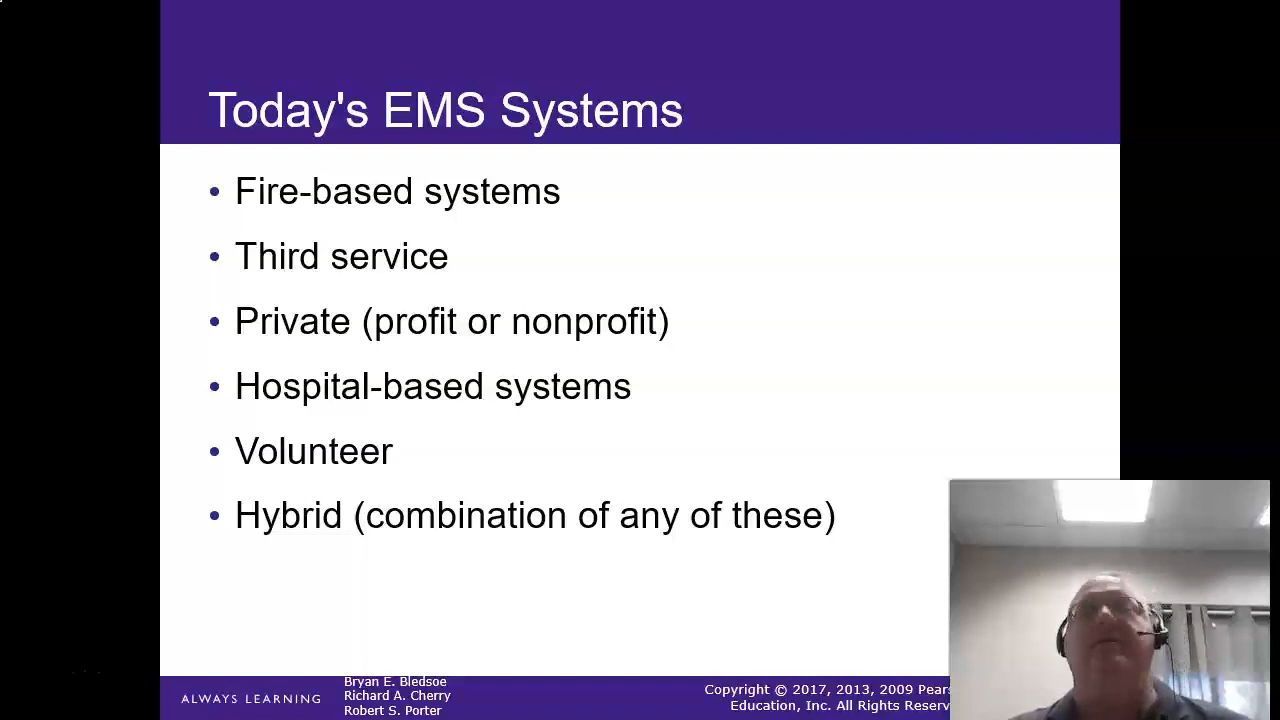 Today's EMS Systems
• Fire-based systems
• Third service
• Private (profit or nonprofit)
• Hospital-based systems
• Volunteer
• Hybrid (combination of any of these)
ALWAYS LEARNING
Bryan E. Bledsoe
Richard A. Cherry
Robert S. Porter
Copyright © 2017, 2013, 2009
Education, Inc. All Rights